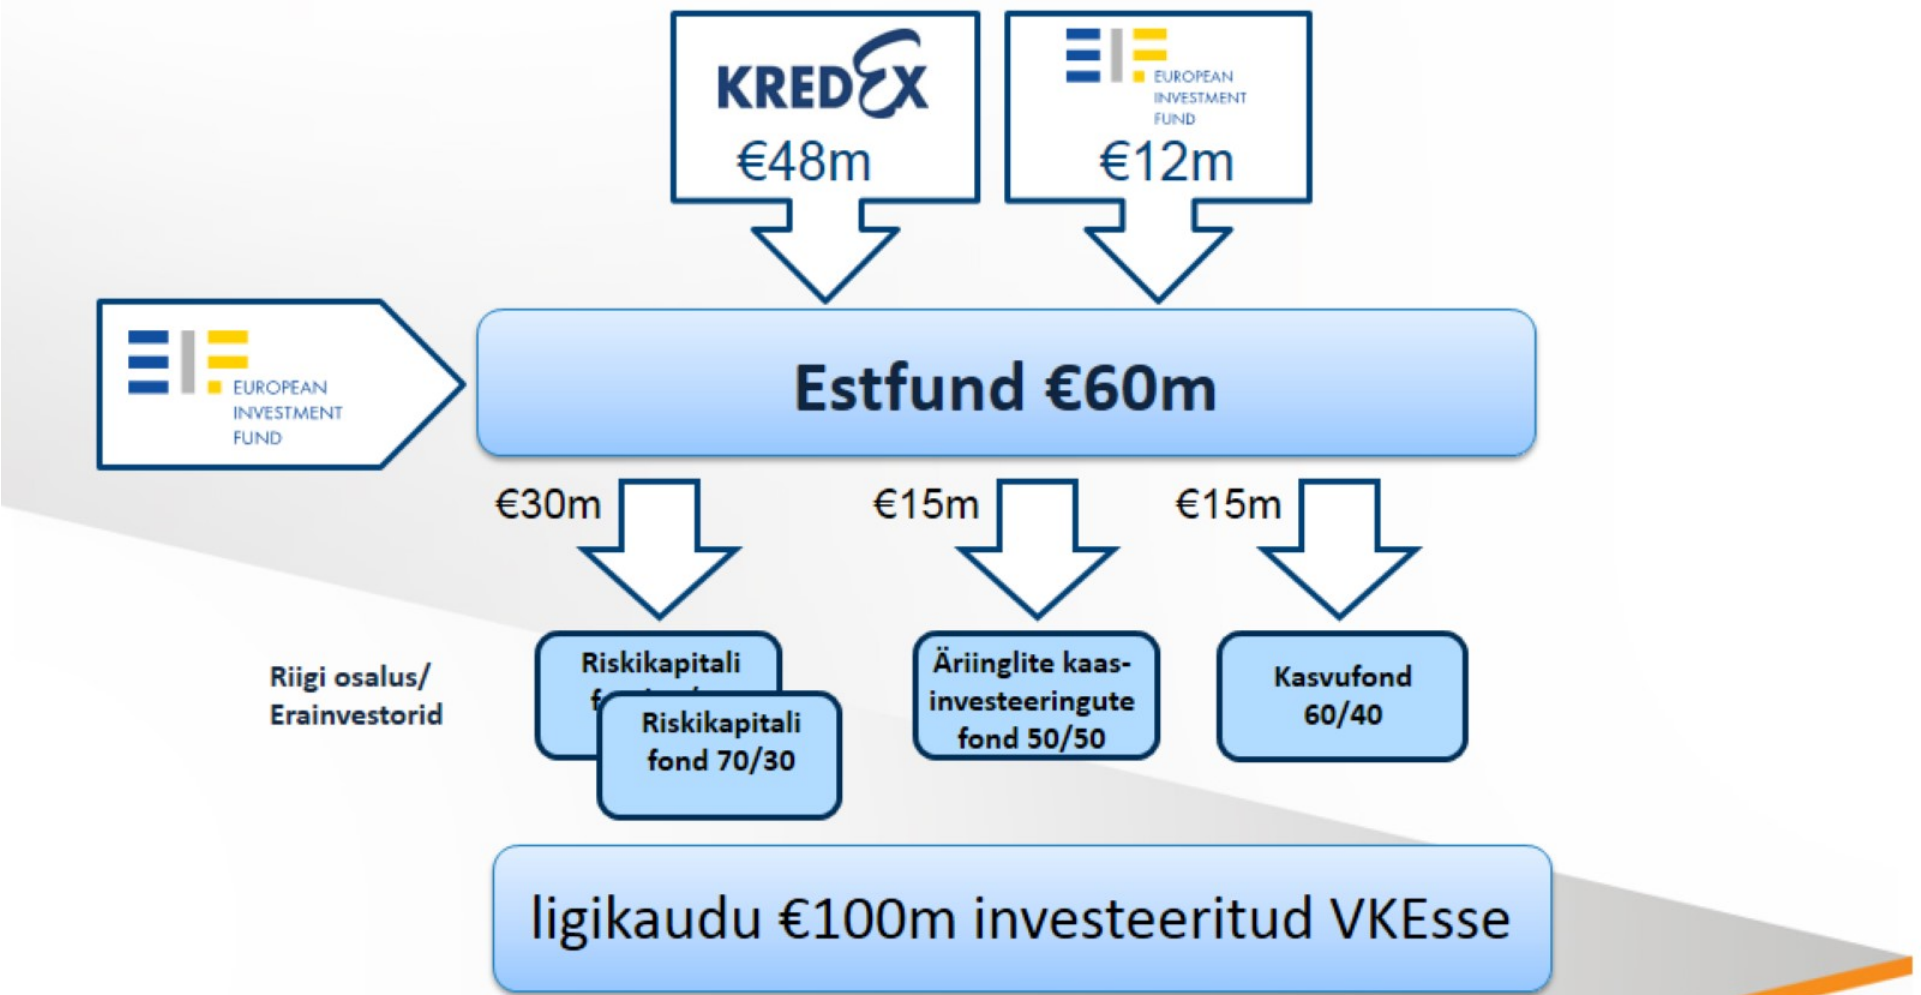 KREDEX
€48m
EUROPEAN
INVESTMENT
FUND
€12m
EUROPEAN
INVESTMENT
FUND
Estfund €60m
€30m
€15m
€15m
Riigi osalus/
Erainvestorid
Riskikapitali
Riskikapitali
fond 70/30
Äriinglite kaas-
investeeringute
fond 50/50
Kasvufond
60/40
ligikaudu €100m investeeritud VKEsse